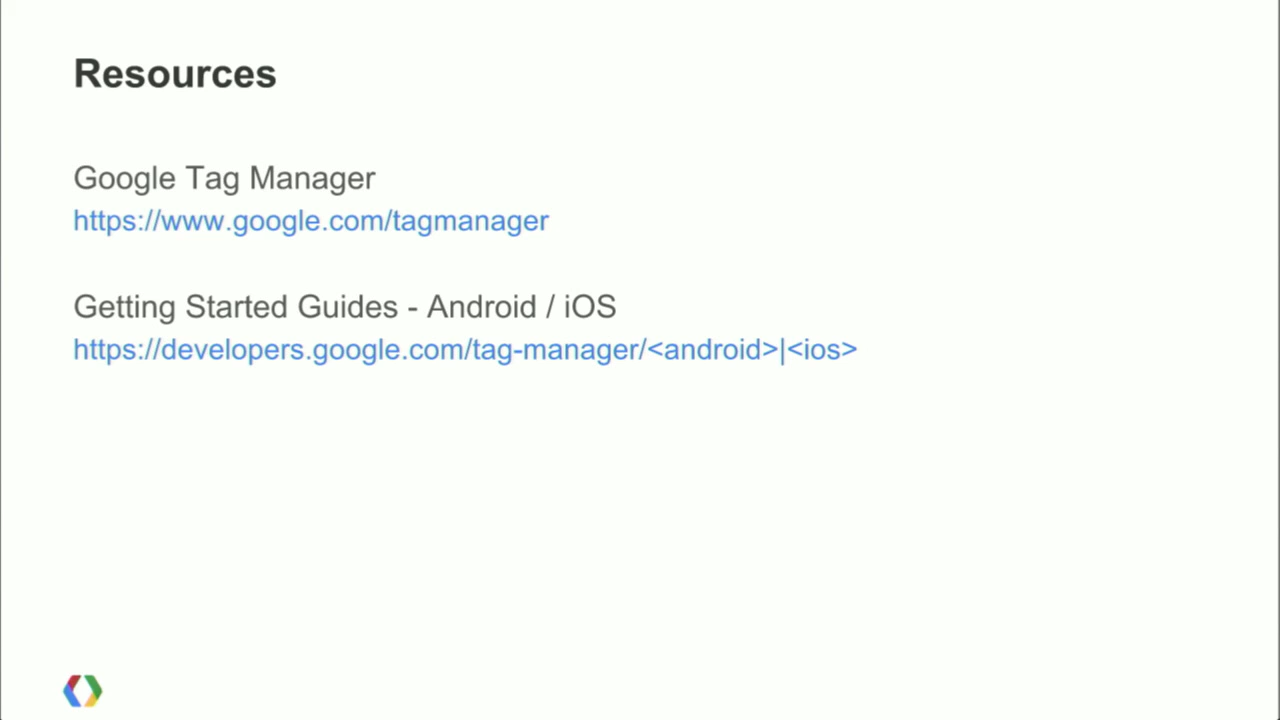 Resources
Google Tag Manager
https://www.google.com/tagmanager
Getting Started Guides - Android / iOS
https://developers.google.com/tag-manager/<android>|<ios>